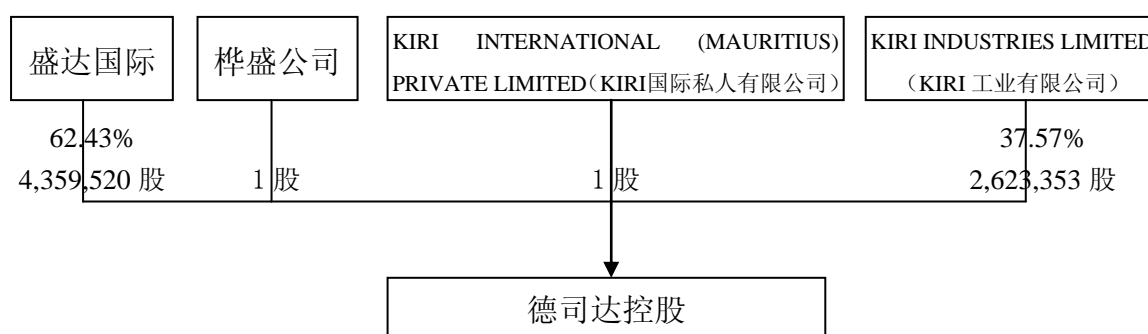 盛达国际
桦盛公司
KIRI INTERNATIONAL (MAURITIUS)
PRIVATE LIMITED（KIRI国际私人有限公司）
KIRI INDUSTRIES LIMITED
（KIRI 工业有限公司）
62.43%
4,359,520 股
1 股
1 股
37.57%
2,623,353 股
德司达控股